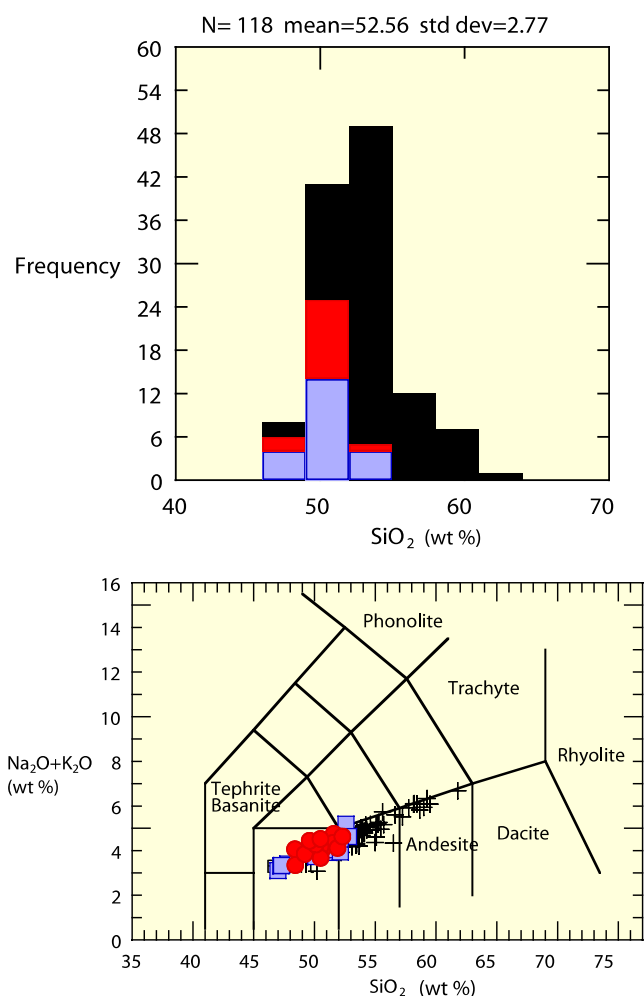 N= 118 mean=52.56 std dev=2.77
60
54
48
42
36
Frequency 30
24
18
12
6
0
40 50 60 70
SiO2 (wt %)
16
Phonolite
14
12
Trachyte
10
Rhyolite
Na2O+K2O 8
(wt %)
Tephrite
Basanite
6
Andesite Dacite
4
2
0
35 40 45 50 55 60 65 70 75
SiO2 (wt %)